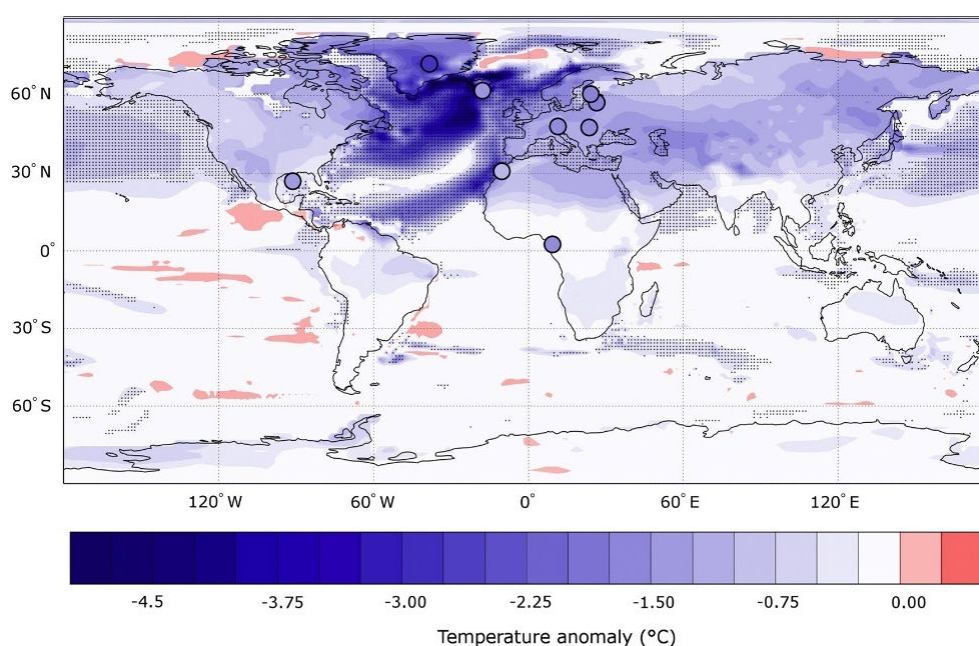 60° N
30° N
0°
30° S
60° S
120° W 60° W 0° 60° E 120° E
-4.5 -3.75 -3.00 -2.25 -1.50 -0.75 0.00
Temperature anomaly (°C)